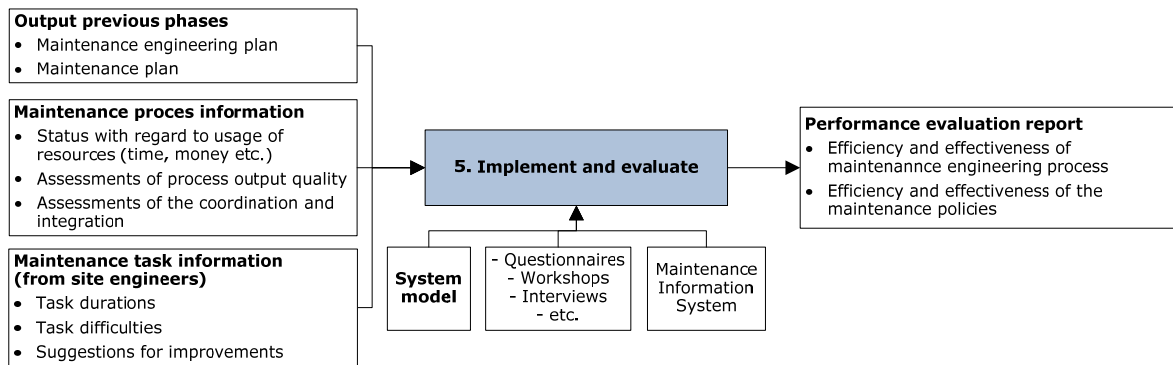 Output previous phases
• Maintenance engineering plan
• Maintenance plan
Maintenance proces information
• Status with regard to usage of
resources (time, money etc.)
• Assessments of process output quality
• Assessments of the coordination and
integration
Maintenance task information
(from site engineers)
• Task durations
• Task difficulties
• Suggestions for improvements
5. Implement and evaluate
System
model
- Questionnaires
- Workshops
- Interviews
- etc.
Maintenance
Information
System
Performance evaluation report
• Efficiency and effectiveness of
maintenannce engineering process
• Efficiency and effectiveness of the
maintenance policies